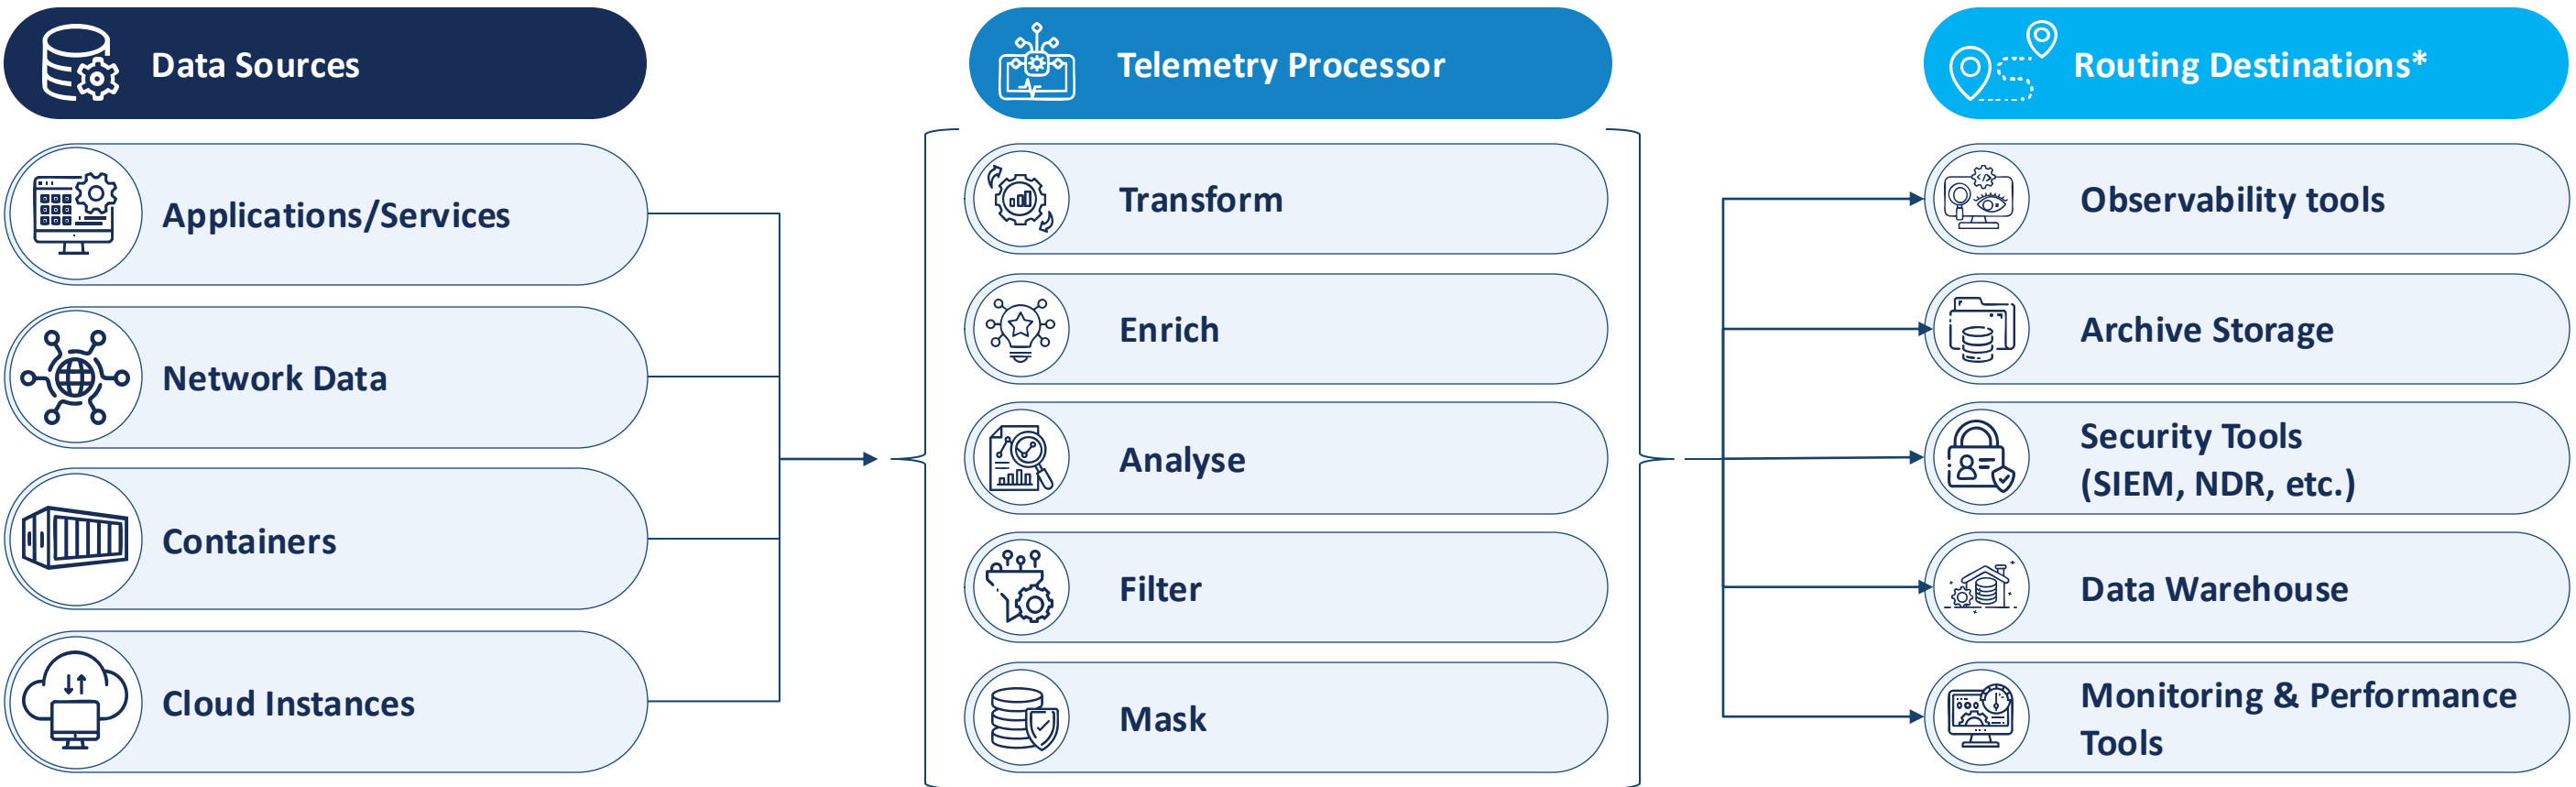 Data Sources
Applications/Services
Network Data
Containers
Cloud Instances
Telemetry Processor
Transform
Enrich
Analyse
Filter
Mask
Routing Destinations*
Observability tools
Archive Storage
Security Tools
(SIEM, NDR, etc.)
Data Warehouse
Monitoring & Performance
Tools